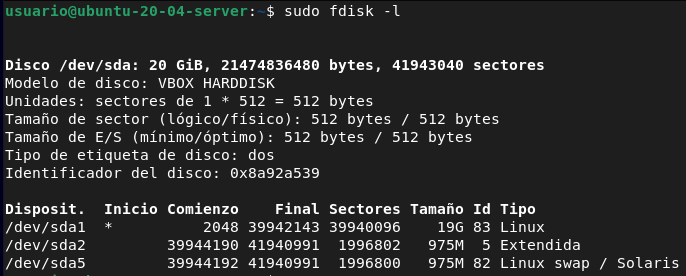 usuario@ubuntu-20-04-server:~$ sudo fdisk -l
Disco /dev/sda: 20 GiB, 21474836480 bytes, 41943040 sectores
Modelo de disco: VBOX HARDDISK
Unidades: sectores de 1 * 512 = 512 bytes
Tamaño de sector (lógico/físico): 512 bytes / 512 bytes
Tamaño de E/S (mínimo/óptimo): 512 bytes / 512 bytes
Tipo de etiqueta de disco: dos
Identificador del disco: 0x8a92a539
Disposit.  Inicio Comienzo    Final Sectores Tamaño Id Tipo
/dev/sda1  *          2048 39942143 39940096    19G 83 Linux
/dev/sda2         39944190 41940991  1996802   975M  5 Extendida
/dev/sda5         39944192 41940991  1996800   975M 82 Linux swap / Solaris